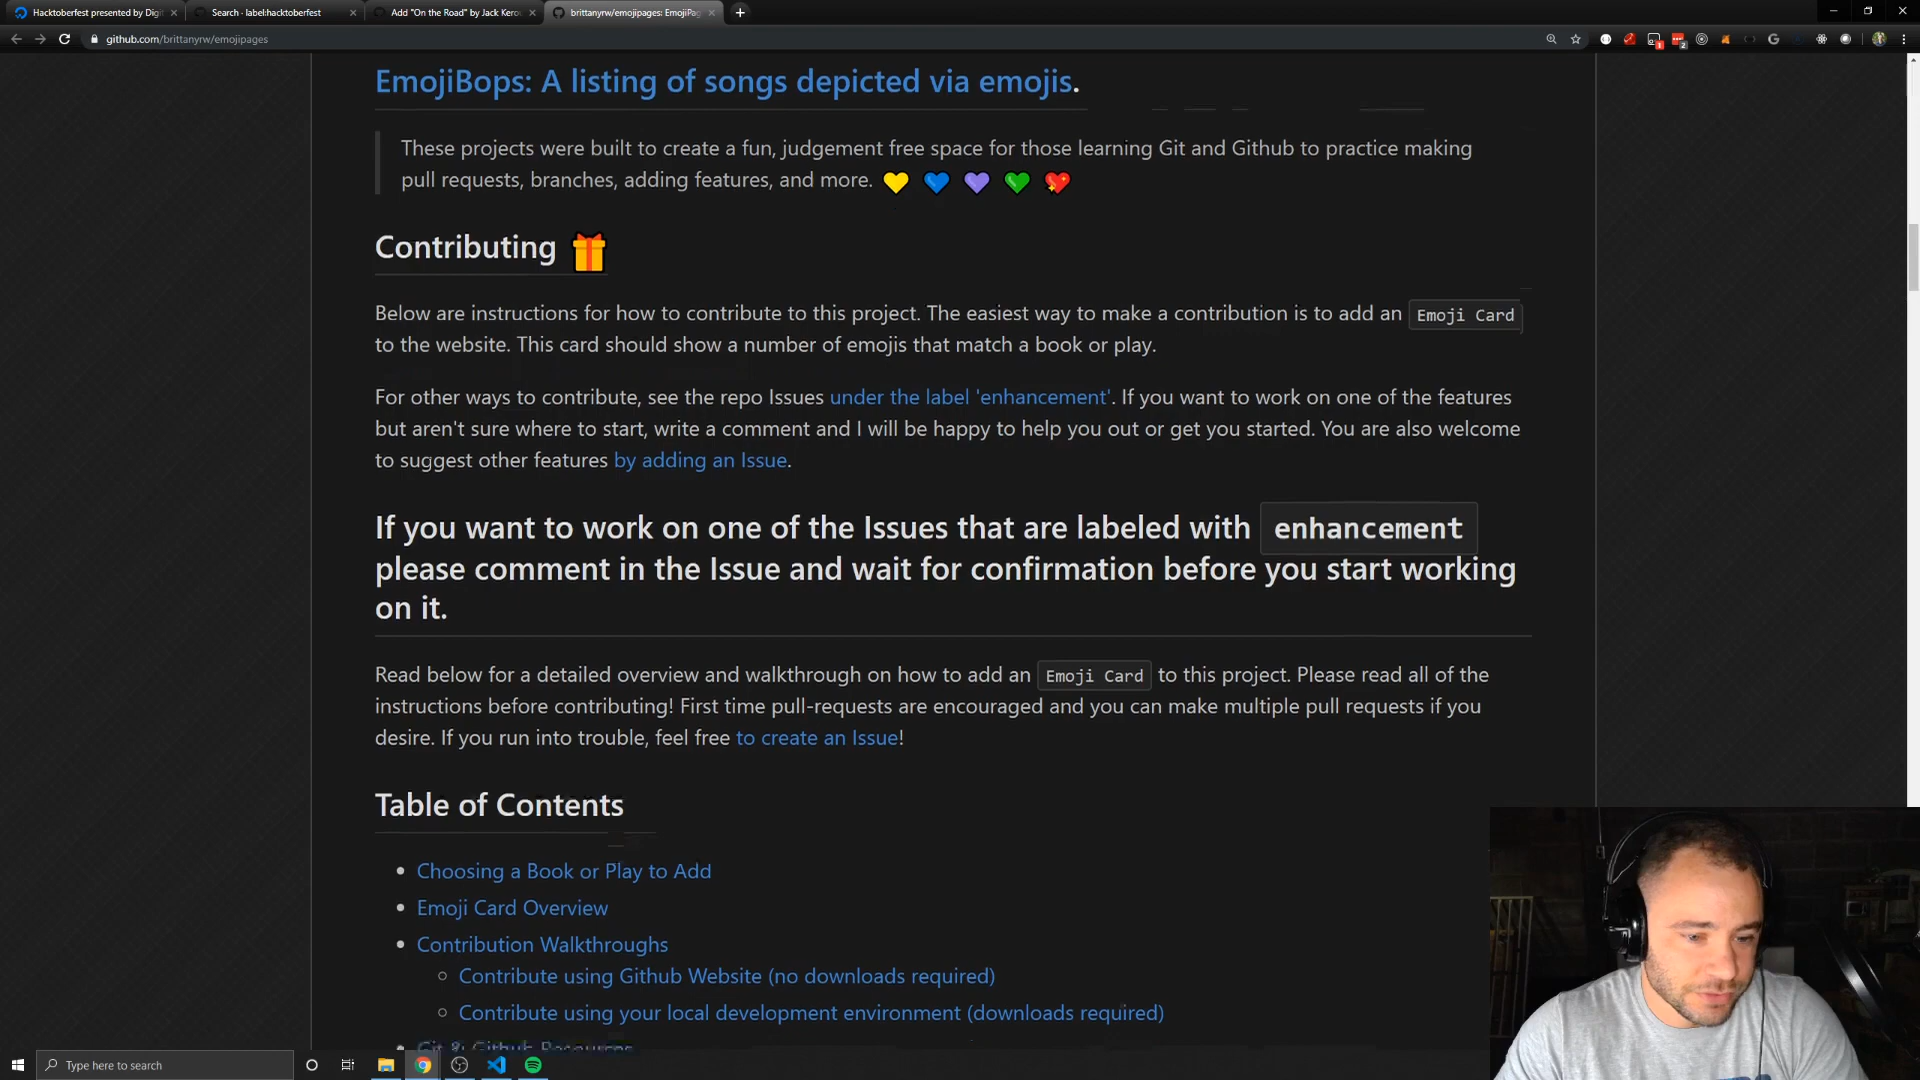 Hacktoberfest presented by Digit
Search · label:hacktoberfest
Add "On the Road" by Jack Kerou
brittanyrw/emojipages: EmojiPag
github.com/brittanyrw/emojipages
EmojiBops: A listing of songs depicted via emojis.
These projects were built to create a fun, judgement free space for those learning Git and Github to practice making
pull requests, branches, adding features, and more. 💛 💙 💜 💚 💖
Contributing 🎁
Below are instructions for how to contribute to this project. The easiest way to make a contribution is to add an Emoji Card
to the website. This card should show a number of emojis that match a book or play.
For other ways to contribute, see the repo Issues under the label 'enhancement'. If you want to work on one of the features
but aren't sure where to start, write a comment and I will be happy to help you out or get you started. You are also welcome
to suggest other features by adding an Issue.
If you want to work on one of the Issues that are labeled with enhancement
please comment in the Issue and wait for confirmation before you start working
on it.
Read below for a detailed overview and walkthrough on how to add an Emoji Card to this project. Please read all of the
instructions before contributing! First time pull-requests are encouraged and you can make multiple pull requests if you
desire. If you run into trouble, feel free to create an Issue!
Table of Contents
Choosing a Book or Play to Add
Emoji Card Overview
Contribution Walkthroughs
Contribute using Github Website (no downloads required)
Contribute using your local development environment (downloads required)
Git & Github Resources
Type here to search